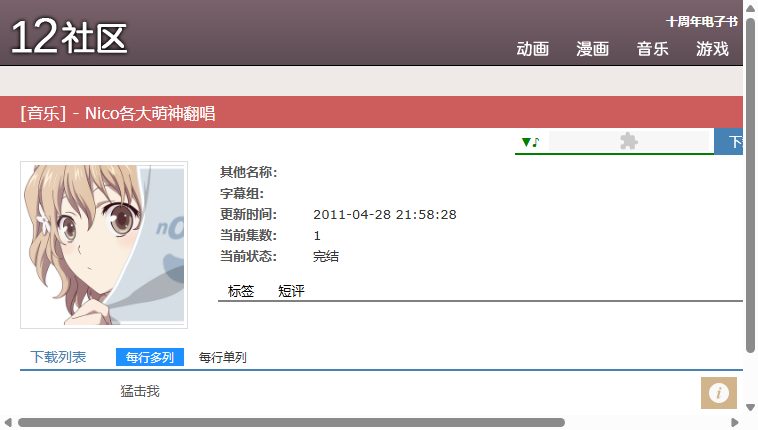 12社区
十周年电子书
动画 漫画 音乐 游戏
[音乐] - Nico各大萌神翻唱
▼♪
其他名称:
字幕组:
更新时间: 2011-04-28 21:58:28
当前集数: 1
当前状态: 完结
标签 短评
下载列表 每行多列 每行单列
猛击我